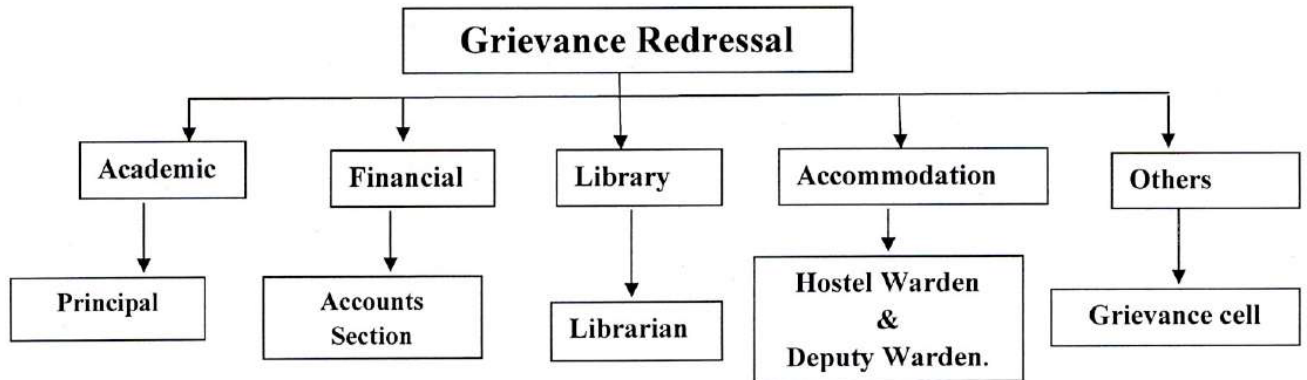 Grievance Redressal
Academic
Financial
Library
Accommodation
Others
Principal
Accounts
Section
Librarian
Hostel Warden
&
Deputy Warden.
Grievance cell